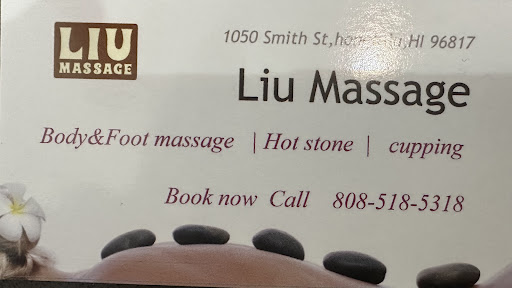 LIU
MASSAGE
1050 Smith St, HI 96817
Liu Massage
Body&Foot massage | Hot stone | cupping
Book now Call 808-518-5318